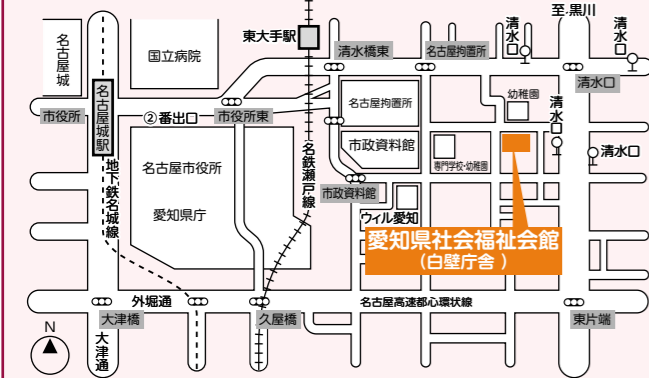 至.黒川
清水口
清水口
東大手駅
名古屋城
国立病院
清水橋東
名古屋拘置所
清水口
幼稚園
市役所
名古屋城駅
②番出口
市役所東
名古屋拘置所
清水口
市政資料館
専門学校・幼稚園
清水口
名鉄瀬戸線
名古屋市役所
愛知県庁
地下鉄名城線
市政資料館
ウィル愛知
愛知県社会福祉会館
(白壁庁舎 )
外堀通
名古屋高速都心環状線
大津橋
久屋橋
東片端
大津通
N